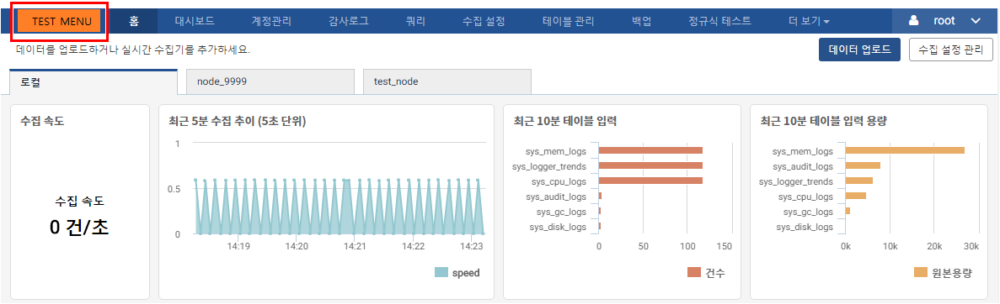 TEST MENU 홈 대시보드 계정관리 감사로그 쿼리 수집 설정 테이블 관리 백업 정규식 테스트 더 보기 root
데이터를 업로드하거나 실시간 수집기를 추가하세요. 데이터 업로드 수집 설정 관리
로컬 node_9999 test_node
수집 속도
수집 속도
0 건/초
최근 5분 수집 추이 (5초 단위)
1
0.5
0
14:19 14:20 14:21 14:22 14:23
speed
최근 10분 테이블 입력
sys_mem_logs
sys_logger_trends
sys_cpu_logs
sys_audit_logs
sys_gc_logs
sys_disk_logs
0 50 100 150
건수
최근 10분 테이블 입력 용량
sys_mem_logs
sys_audit_logs
sys_logger_trends
sys_cpu_logs
sys_gc_logs
sys_disk_logs
0k 10k 20k 30k
원본용량